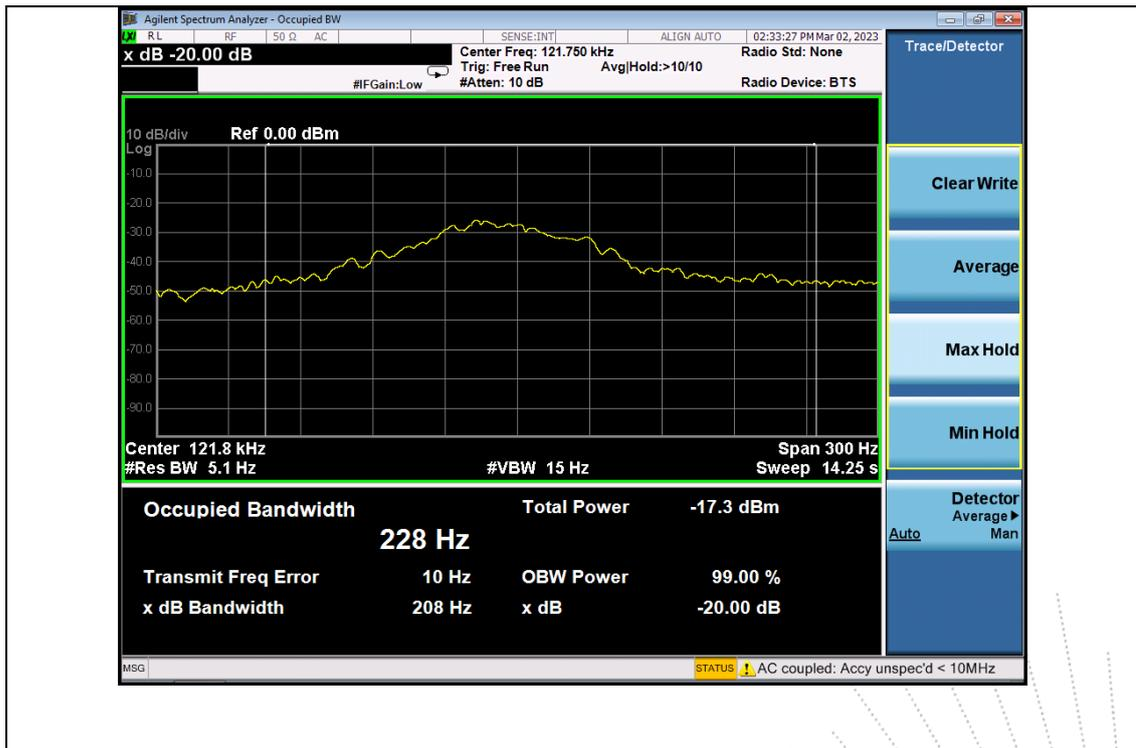 Agilent Spectrum Analyzer - Occupied BW
LXI RL RF 50 Ω AC SENSE:INT ALIGN AUTO 02:33:27 PM Mar 02, 2023
x dB -20.00 dB
Center Freq: 121.750 kHz Radio Std: None
Trig: Free Run Avg|Hold:>10/10
#IFGain:Low #Atten: 10 dB Radio Device: BTS
10 dB/div Ref 0.00 dBm
Log
-10.0
-20.0
-30.0
-40.0
-50.0
-60.0
-70.0
-80.0
-90.0
Center 121.8 kHz Span 300 Hz
#Res BW 5.1 Hz #VBW 15 Hz Sweep 14.25 s
Occupied Bandwidth Total Power -17.3 dBm
228 Hz
Transmit Freq Error 10 Hz OBW Power 99.00 %
x dB Bandwidth 208 Hz x dB -20.00 dB
MSG STATUS AC coupled: Accy unspec'd < 10MHz
Trace/Detector
Clear Write
Average
Max Hold
Min Hold
Detector
Average
Auto Man